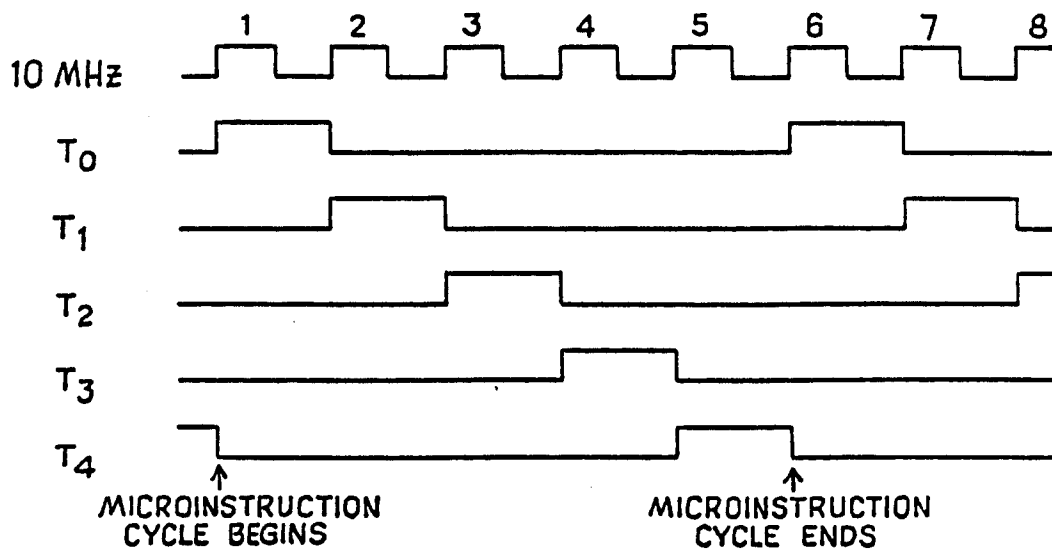 1 2 3 4 5 6 7 8
10 MHz
T0
T1
T2
T3
T4
MICROINSTRUCTION
CYCLE BEGINS
MICROINSTRUCTION
CYCLE ENDS